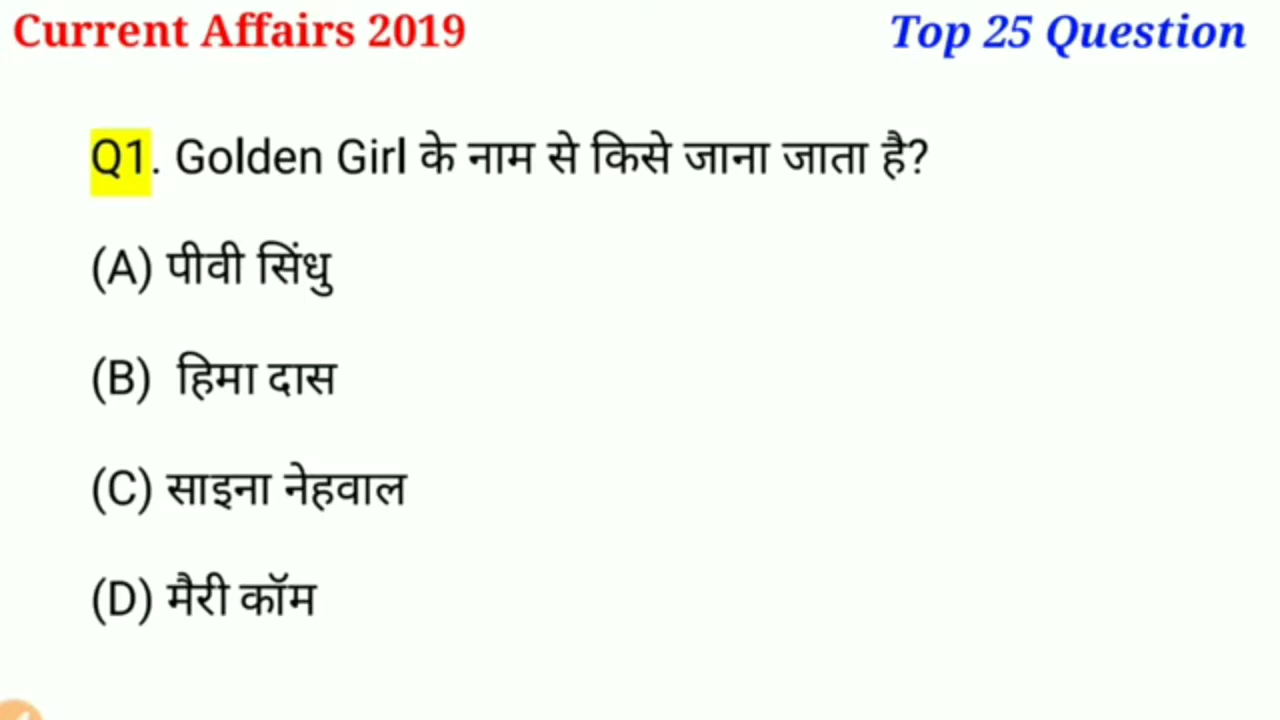 Current Affairs 2019 Top 25 Question
Q1. Golden Girl के नाम से किसे जाना जाता है?
(A) पीवी सिंधु
(B) हिमा दास
(C) साइना नेहवाल
(D) मैरी कॉम